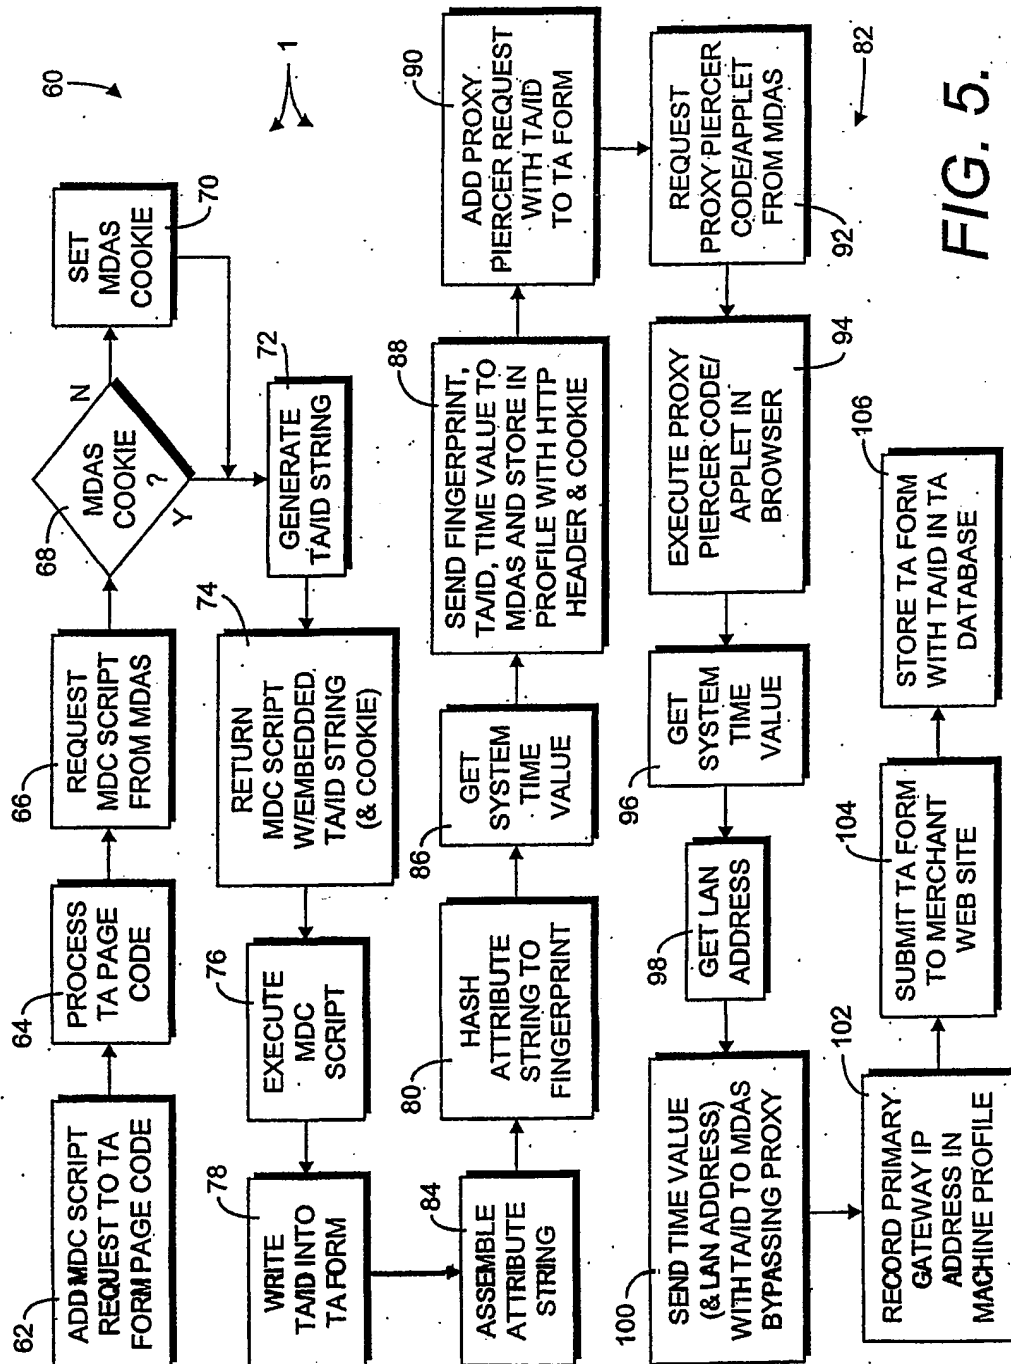 60
1
62
ADD MDC SCRIPT
REQUEST TO TA
FORM PAGE CODE
64
PROCESS
TA PAGE
CODE
66
REQUEST
MDC SCRIPT
FROM MDAS
68
MDAS
COOKIE
?
N
Y
SET
MDAS
COOKIE
70
72
GENERATE
TA/ID STRING
74
RETURN
MDC SCRIPT
W/EMBEDDED
TA/ID STRING
(& COOKIE)
76
EXECUTE
MDC
SCRIPT
78
WRITE
TA/ID INTO
TA FORM
84
ASSEMBLE
ATTRIBUTE
STRING
80
HASH
ATTRIBUTE
STRING TO
FINGERPRINT
86
GET
SYSTEM
TIME
VALUE
88
SEND FINGERPRINT,
TA/ID, TIME VALUE TO
MDAS AND STORE IN
PROFILE WITH HTTP
HEADER & COOKIE
90
ADD PROXY
PIERCER REQUEST
WITH TA/ID
TO TA FORM
REQUEST
PROXY PIERCER
CODE/APPLET
FROM MDAS
92
94
EXECUTE PROXY
PIERCER CODE/
APPLET IN
BROWSER
96
GET
SYSTEM
TIME
VALUE
98
GET LAN
ADDRESS
100
SEND TIME VALUE
(& LAN ADDRESS)
WITH TA/ID TO MDAS
BYPASSING PROXY
102
RECORD PRIMARY
GATEWAY IP
ADDRESS IN
MACHINE PROFILE
104
SUBMIT TA FORM
TO MERCHANT
WEB SITE
106
STORE TA FORM
WITH TA/ID IN TA
DATABASE
82
FIG. 5.